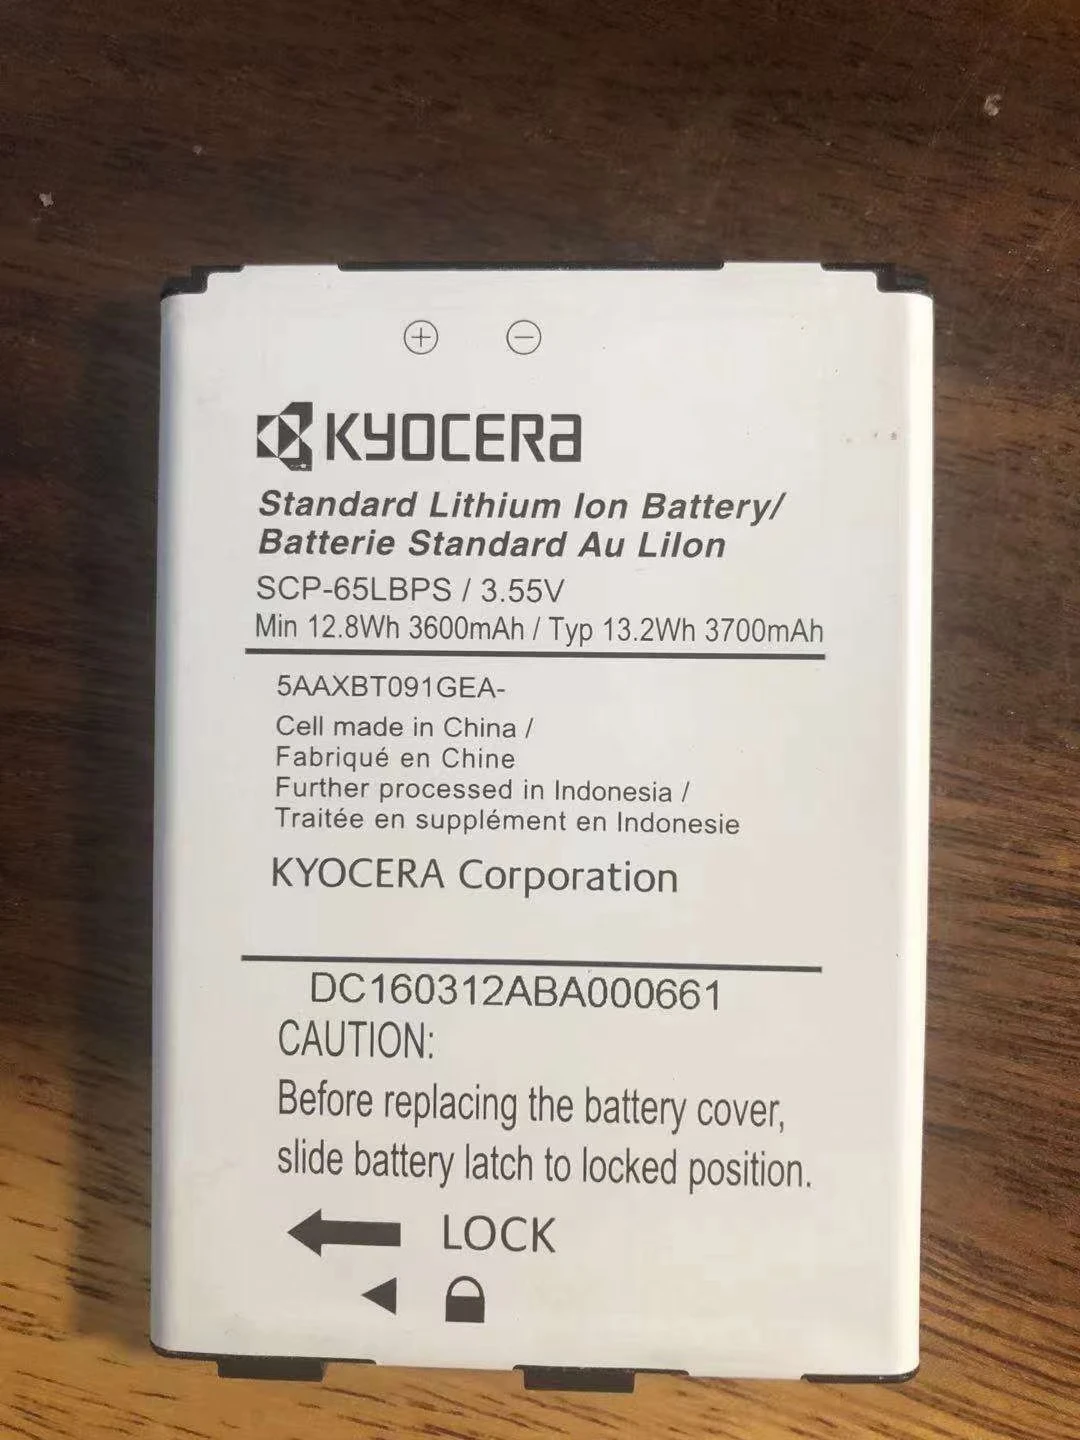 KYOCERA
Standard Lithium Ion Battery/
Batterie Standard Au LiIon
SCP-65LBPS / 3.55V
Min 12.8Wh 3600mAh / Typ 13.2Wh 3700mAh
5AAXBT091GEA-
Cell made in China /
Fabriqué en Chine
Further processed in Indonesia /
Traitée en supplément en Indonesie
KYOCERA Corporation
DC160312ABA000661
CAUTION:
Before replacing the battery cover,
slide battery latch to locked position.
LOCK